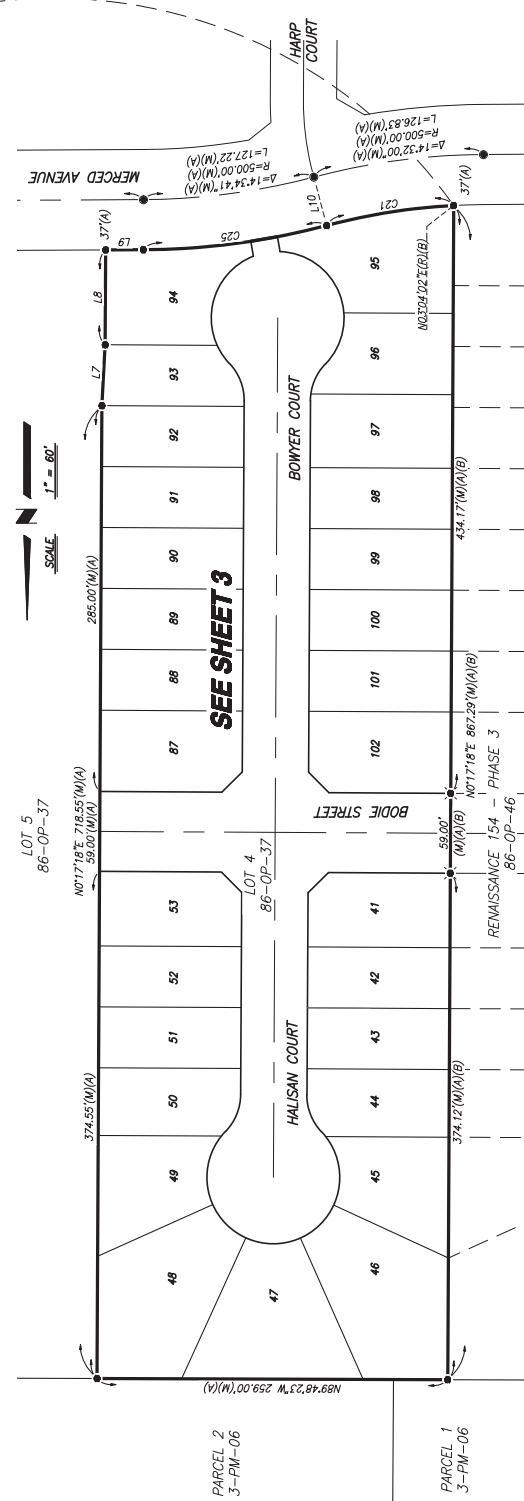 HARP
COURT
MERCED AVENUE
Δ=14°34'41"(M)(A)
R=500.00'(M)(A)
L=127.22'(M)(A)
Δ=14°32'00"(M)(A)
R=500.00'(M)(A)
L=126.83'(M)(A)
37'(A)
L9
C25
L10
C21
37'(A)
N03°04'02"E(R)(B)
L8
L7
SCALE
1" = 60'
N
94
93
92
91
90
89
88
87
95
96
97
98
99
100
101
102
BOWYER COURT
SEE SHEET 3
285.00'(M)(A)
434.17'(M)(A)(B)
LOT 5
86-OP-37
N0°17'18"E 718.55'(M)(A)
59.00'(M)(A)
BODIE STREET
LOT 4
86-OP-37
59.00'
(M)(A)(B)
N0°17'18"E 867.29'(M)(A)(B)
RENAISSANCE 154 - PHASE 3
86-OP-46
53
52
51
50
49
48
47
41
42
43
44
45
46
HALISAN COURT
374.55'(M)(A)
374.12'(M)(A)(B)
N89°48'23"W 259.00'(M)(A)
PARCEL 2
3-PM-06
PARCEL 1
3-PM-06